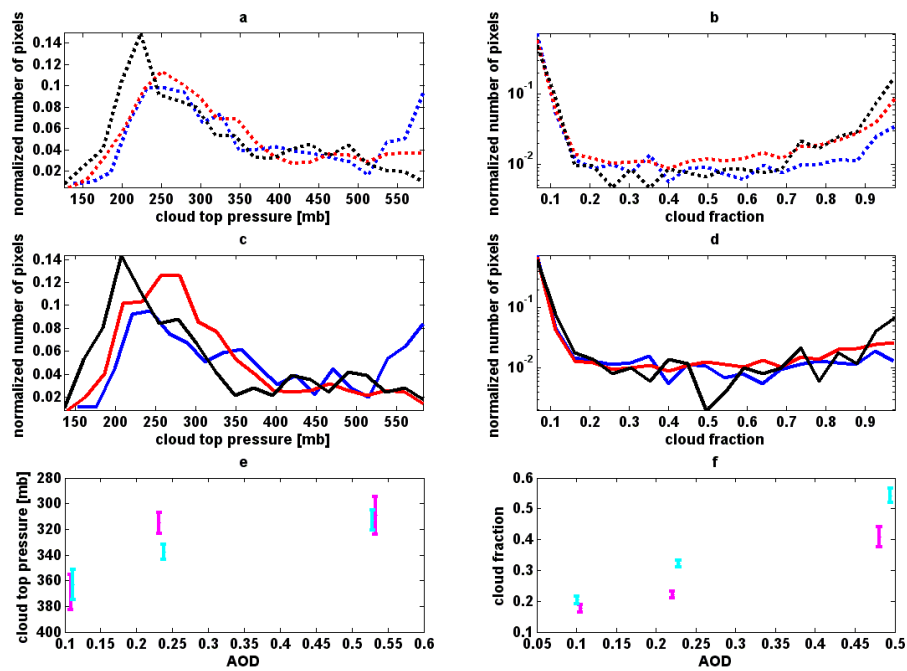 a
normalized number of pixels
0.14
0.12
0.1
0.08
0.06
0.04
0.02
150 200 250 300 350 400 450 500 550
cloud top pressure [mb]
b
normalized number of pixels
10^-1
10^-2
0.1 0.2 0.3 0.4 0.5 0.6 0.7 0.8 0.9
cloud fraction
c
normalized number of pixels
0.14
0.12
0.1
0.08
0.06
0.04
0.02
150 200 250 300 350 400 450 500 550
cloud top pressure [mb]
d
normalized number of pixels
10^-1
10^-2
0.1 0.2 0.3 0.4 0.5 0.6 0.7 0.8 0.9
cloud fraction
e
cloud top pressure [mb]
280
300
320
340
360
380
400
0.1 0.15 0.2 0.25 0.3 0.35 0.4 0.45 0.5 0.55 0.6
AOD
f
cloud fraction
0.6
0.5
0.4
0.3
0.2
0.1
0.05 0.1 0.15 0.2 0.25 0.3 0.35 0.4 0.45 0.5
AOD